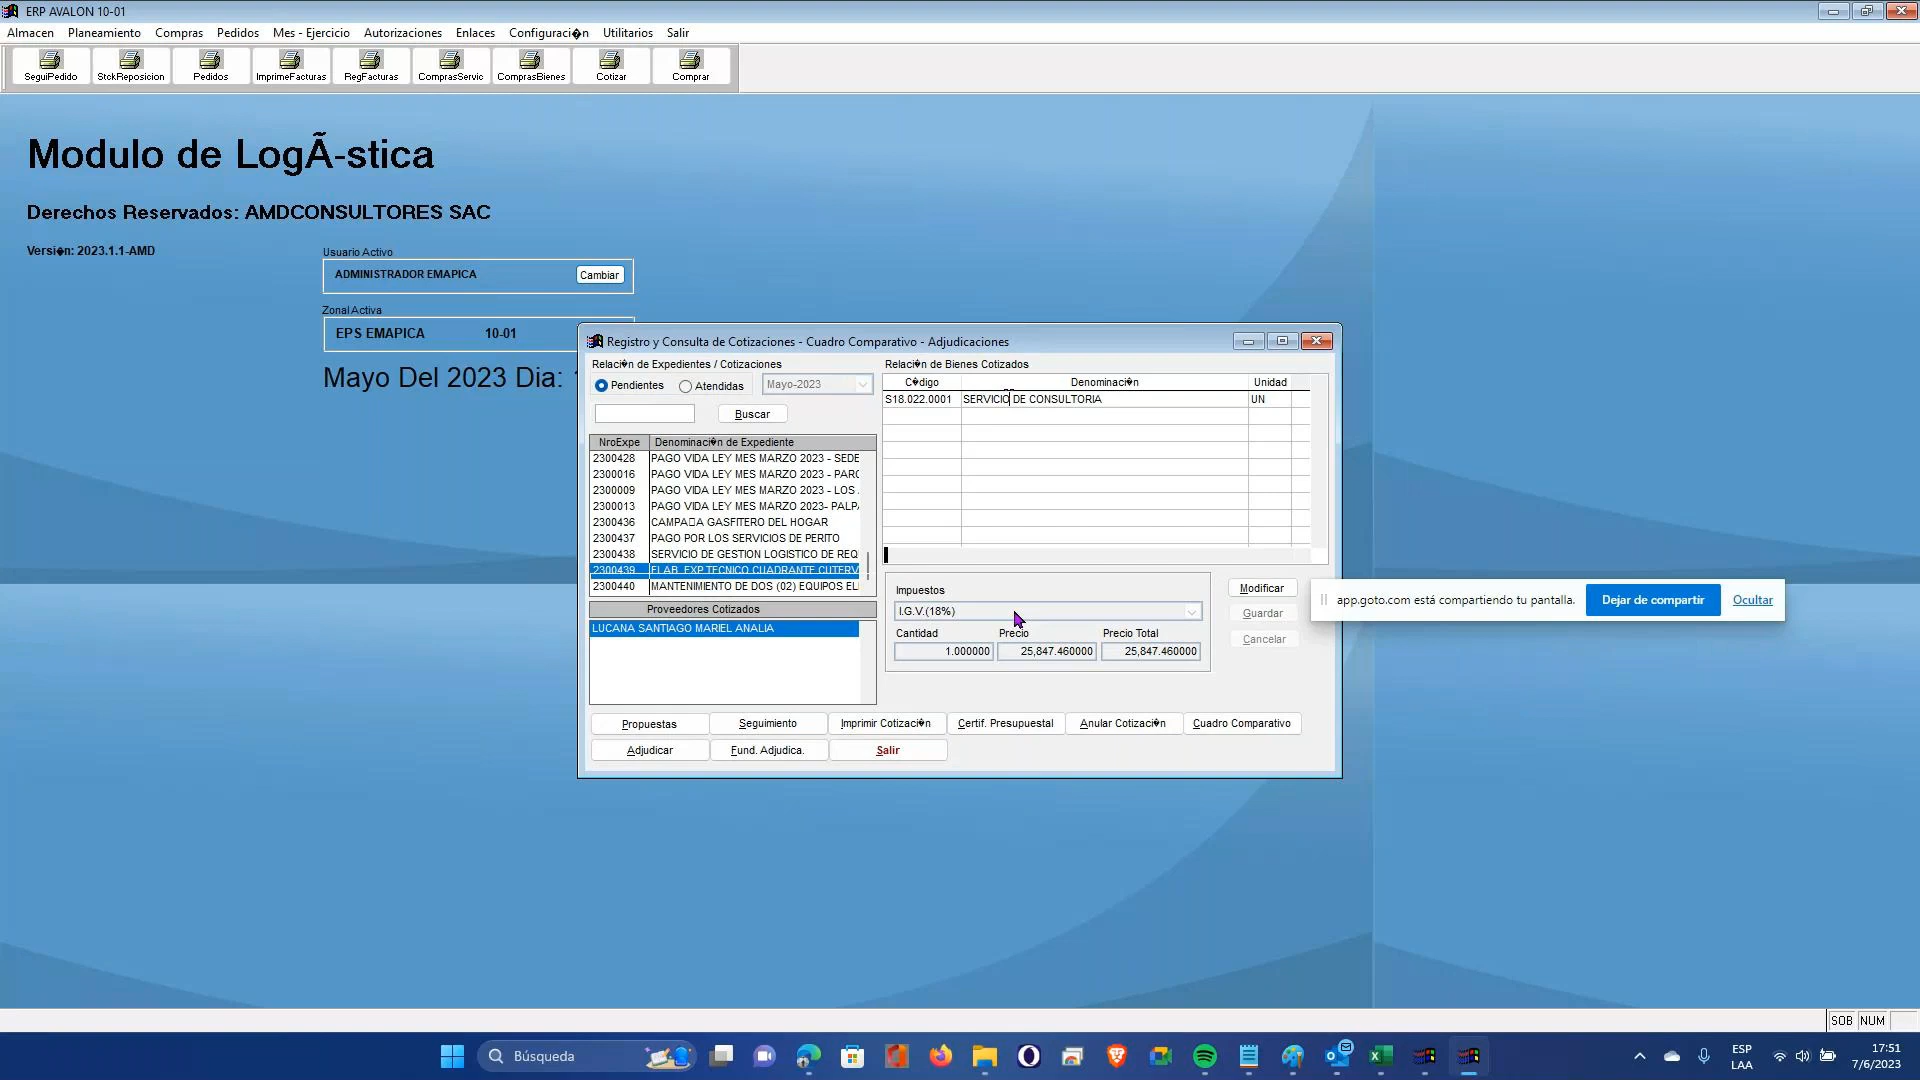 ERP AVALON 10-01
Almacen Planeamiento Compras Pedidos Mes - Ejercicio Autorizaciones Enlaces Configuraci�n Utilitarios Salir
SeguiPedido StckReposicion Pedidos ImprimeFacturas RegFacturas ComprasServic ComprasBienes Cotizar Comprar
Modulo de LogÃ-stica
Derechos Reservados: AMDCONSULTORES SAC
Versi�n: 2023.1.1-AMD
Usuario Activo
ADMINISTRADOR EMAPICA Cambiar
Zonal Activa
EPS EMAPICA 10-01
Mayo Del 2023 Dia:
Registro y Consulta de Cotizaciones - Cuadro Comparativo - Adjudicaciones
Relaci�n de Expedientes / Cotizaciones
Pendientes Atendidas Mayo-2023
Buscar
NroExpe Denominaci�n de Expediente
2300428 PAGO VIDA LEY MES MARZO 2023 - SEDE
2300016 PAGO VIDA LEY MES MARZO 2023 - PARC
2300009 PAGO VIDA LEY MES MARZO 2023 - LOS
2300013 PAGO VIDA LEY MES MARZO 2023- PALPA
2300436 CAMPA□A GASFITERO DEL HOGAR
2300437 PAGO POR LOS SERVICIOS DE PERITO
2300438 SERVICIO DE GESTION LOGISTICO DE REQ
2300439 ELAB. EXP TECNICO CUADRANTE CUTERV
2300440 MANTENIMIENTO DE DOS (02) EQUIPOS EL
Proveedores Cotizados
LUCANA SANTIAGO MARIEL ANALIA
Relaci�n de Bienes Cotizados
C�digo Denominaci�n Unidad
S18.022.0001 SERVICIO DE CONSULTORIA UN
Impuestos
I.G.V.(18%)
Cantidad Precio Precio Total
1.000000 25,847.460000 25,847.460000
Modificar
Guardar
Cancelar
Propuestas Seguimiento Imprimir Cotizaci�n Certif. Presupuestal Anular Cotizaci�n Cuadro Comparativo
Adjudicar Fund. Adjudica. Salir
app.goto.com está compartiendo tu pantalla. Dejar de compartir Ocultar
SOB NUM
Búsqueda
ESP
LAA
17:51
7/6/2023